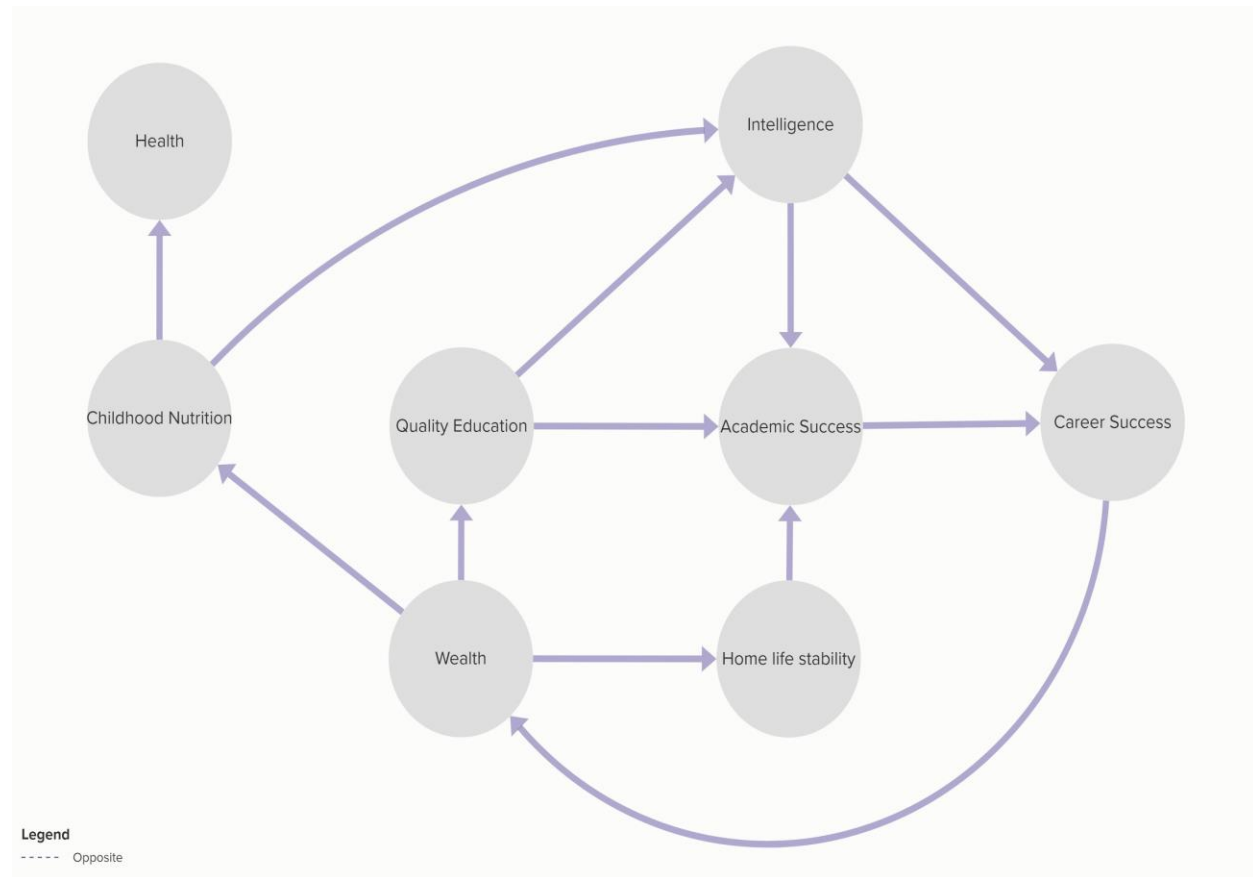 Health
Intelligence
Childhood Nutrition
Quality Education
Academic Success
Career Success
Wealth
Home life stability
Legend
Opposite